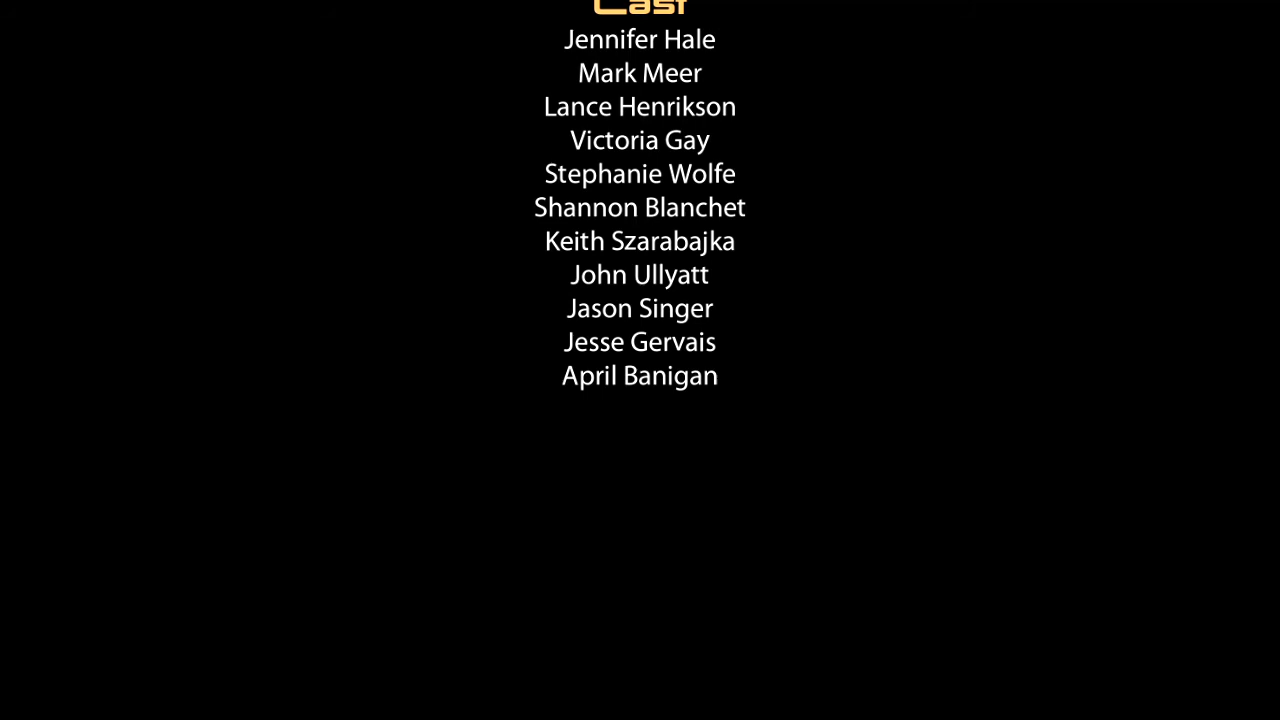 Cast
Jennifer Hale
Mark Meer
Lance Henrikson
Victoria Gay
Stephanie Wolfe
Shannon Blanchet
Keith Szarabajka
John Ullyatt
Jason Singer
Jesse Gervais
April Banigan